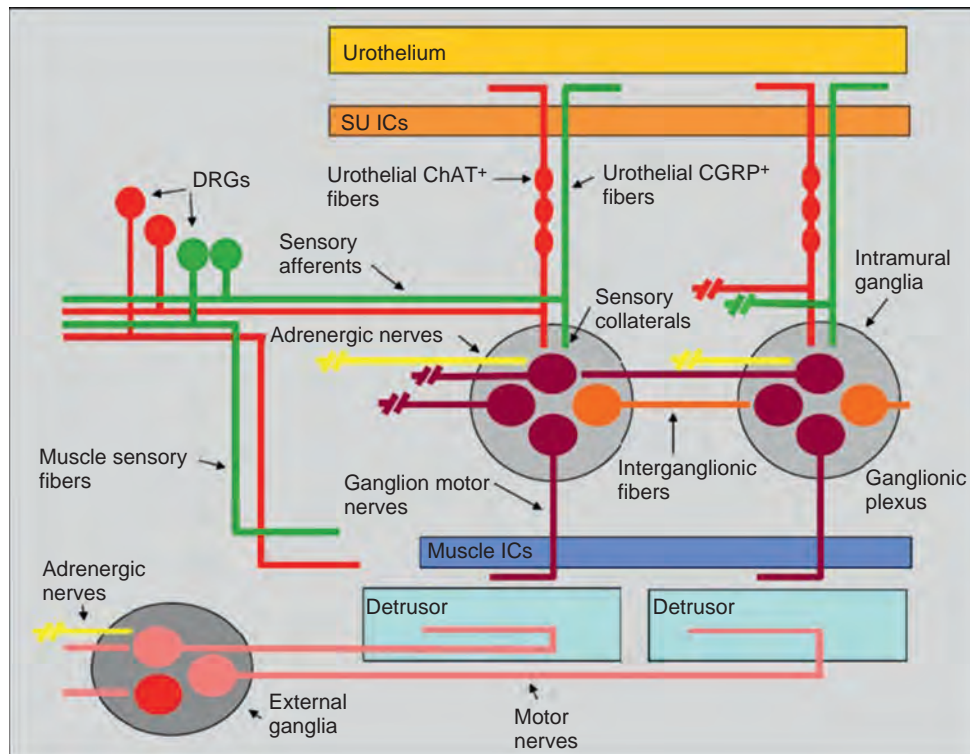 Urothelium
SU ICs
Urothelial ChAT+
fibers
Urothelial CGRP+
fibers
DRGs
Sensory
afferents
Intramural
ganglia
Sensory
collaterals
Adrenergic nerves
Muscle sensory
fibers
Ganglion motor
nerves
Interganglionic
fibers
Ganglionic
plexus
Muscle ICs
Adrenergic
nerves
Detrusor
Detrusor
External
ganglia
Motor
nerves